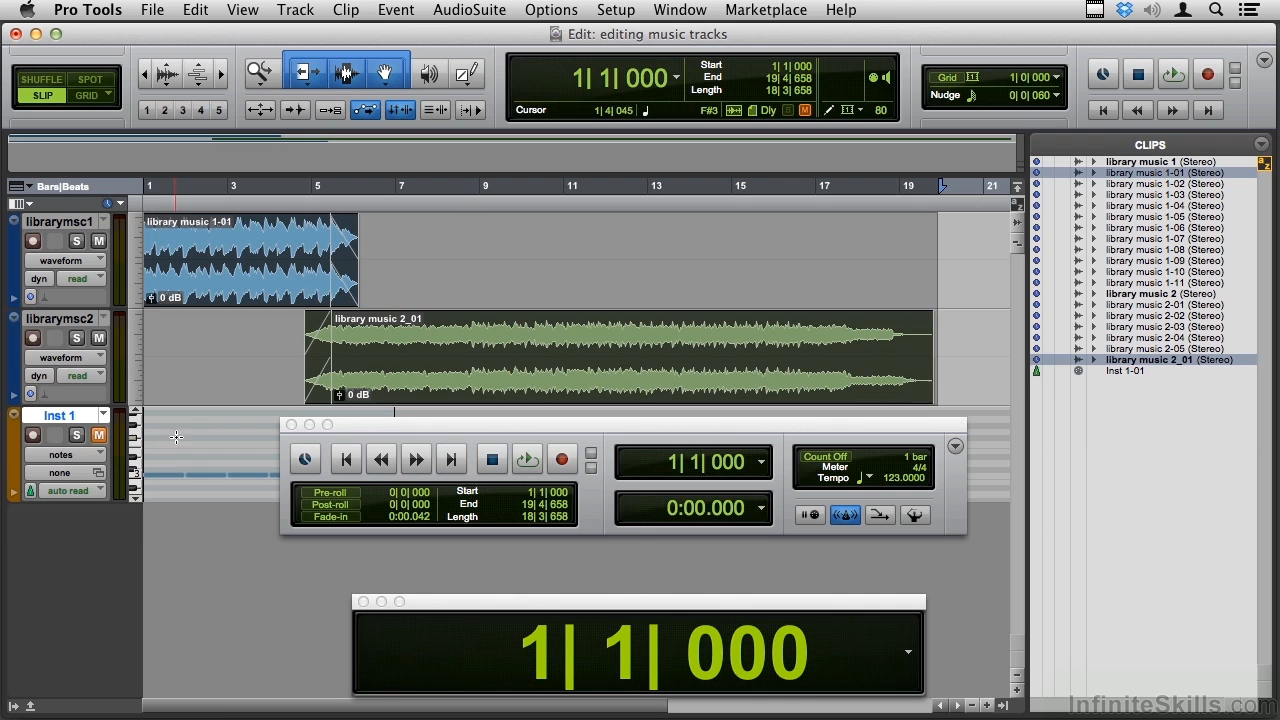 Pro Tools File Edit View Track Clip Event AudioSuite Options Setup Window Marketplace Help
Edit: editing music tracks
SHUFFLE SPOT
SLIP GRID
1 2 3 4 5
1| 1| 000
Start 1| 1| 000
End 19| 4| 658
Length 18| 3| 658
Cursor 1| 4| 045 F#3 Dly S M 80
Grid 1| 0| 000
Nudge 0| 0| 060
Bars|Beats 1 3 5 7 9 11 13 15 17 19 21
a z
librarymsc1
S M
waveform
dyn read
library music 1-01
0 dB
librarymsc2
S M
waveform
dyn read
library music 2_01
0 dB
Inst 1
S M
notes
none
auto read
3
Pre-roll 0| 0| 000
Post-roll 0| 0| 000
Fade-in 0:00.042
Start 1| 1| 000
End 19| 4| 658
Length 18| 3| 658
1| 1| 000
0:00.000
Count Off 1 bar
Meter 4/4
Tempo 123.0000
1| 1| 000
CLIPS
a z
library music 1 (Stereo)
library music 1-01 (Stereo)
library music 1-02 (Stereo)
library music 1-03 (Stereo)
library music 1-04 (Stereo)
library music 1-05 (Stereo)
library music 1-06 (Stereo)
library music 1-07 (Stereo)
library music 1-08 (Stereo)
library music 1-09 (Stereo)
library music 1-10 (Stereo)
library music 1-11 (Stereo)
library music 2 (Stereo)
library music 2-01 (Stereo)
library music 2-02 (Stereo)
library music 2-03 (Stereo)
library music 2-04 (Stereo)
library music 2-05 (Stereo)
library music 2_01 (Stereo)
Inst 1-01
InfiniteSkills.com